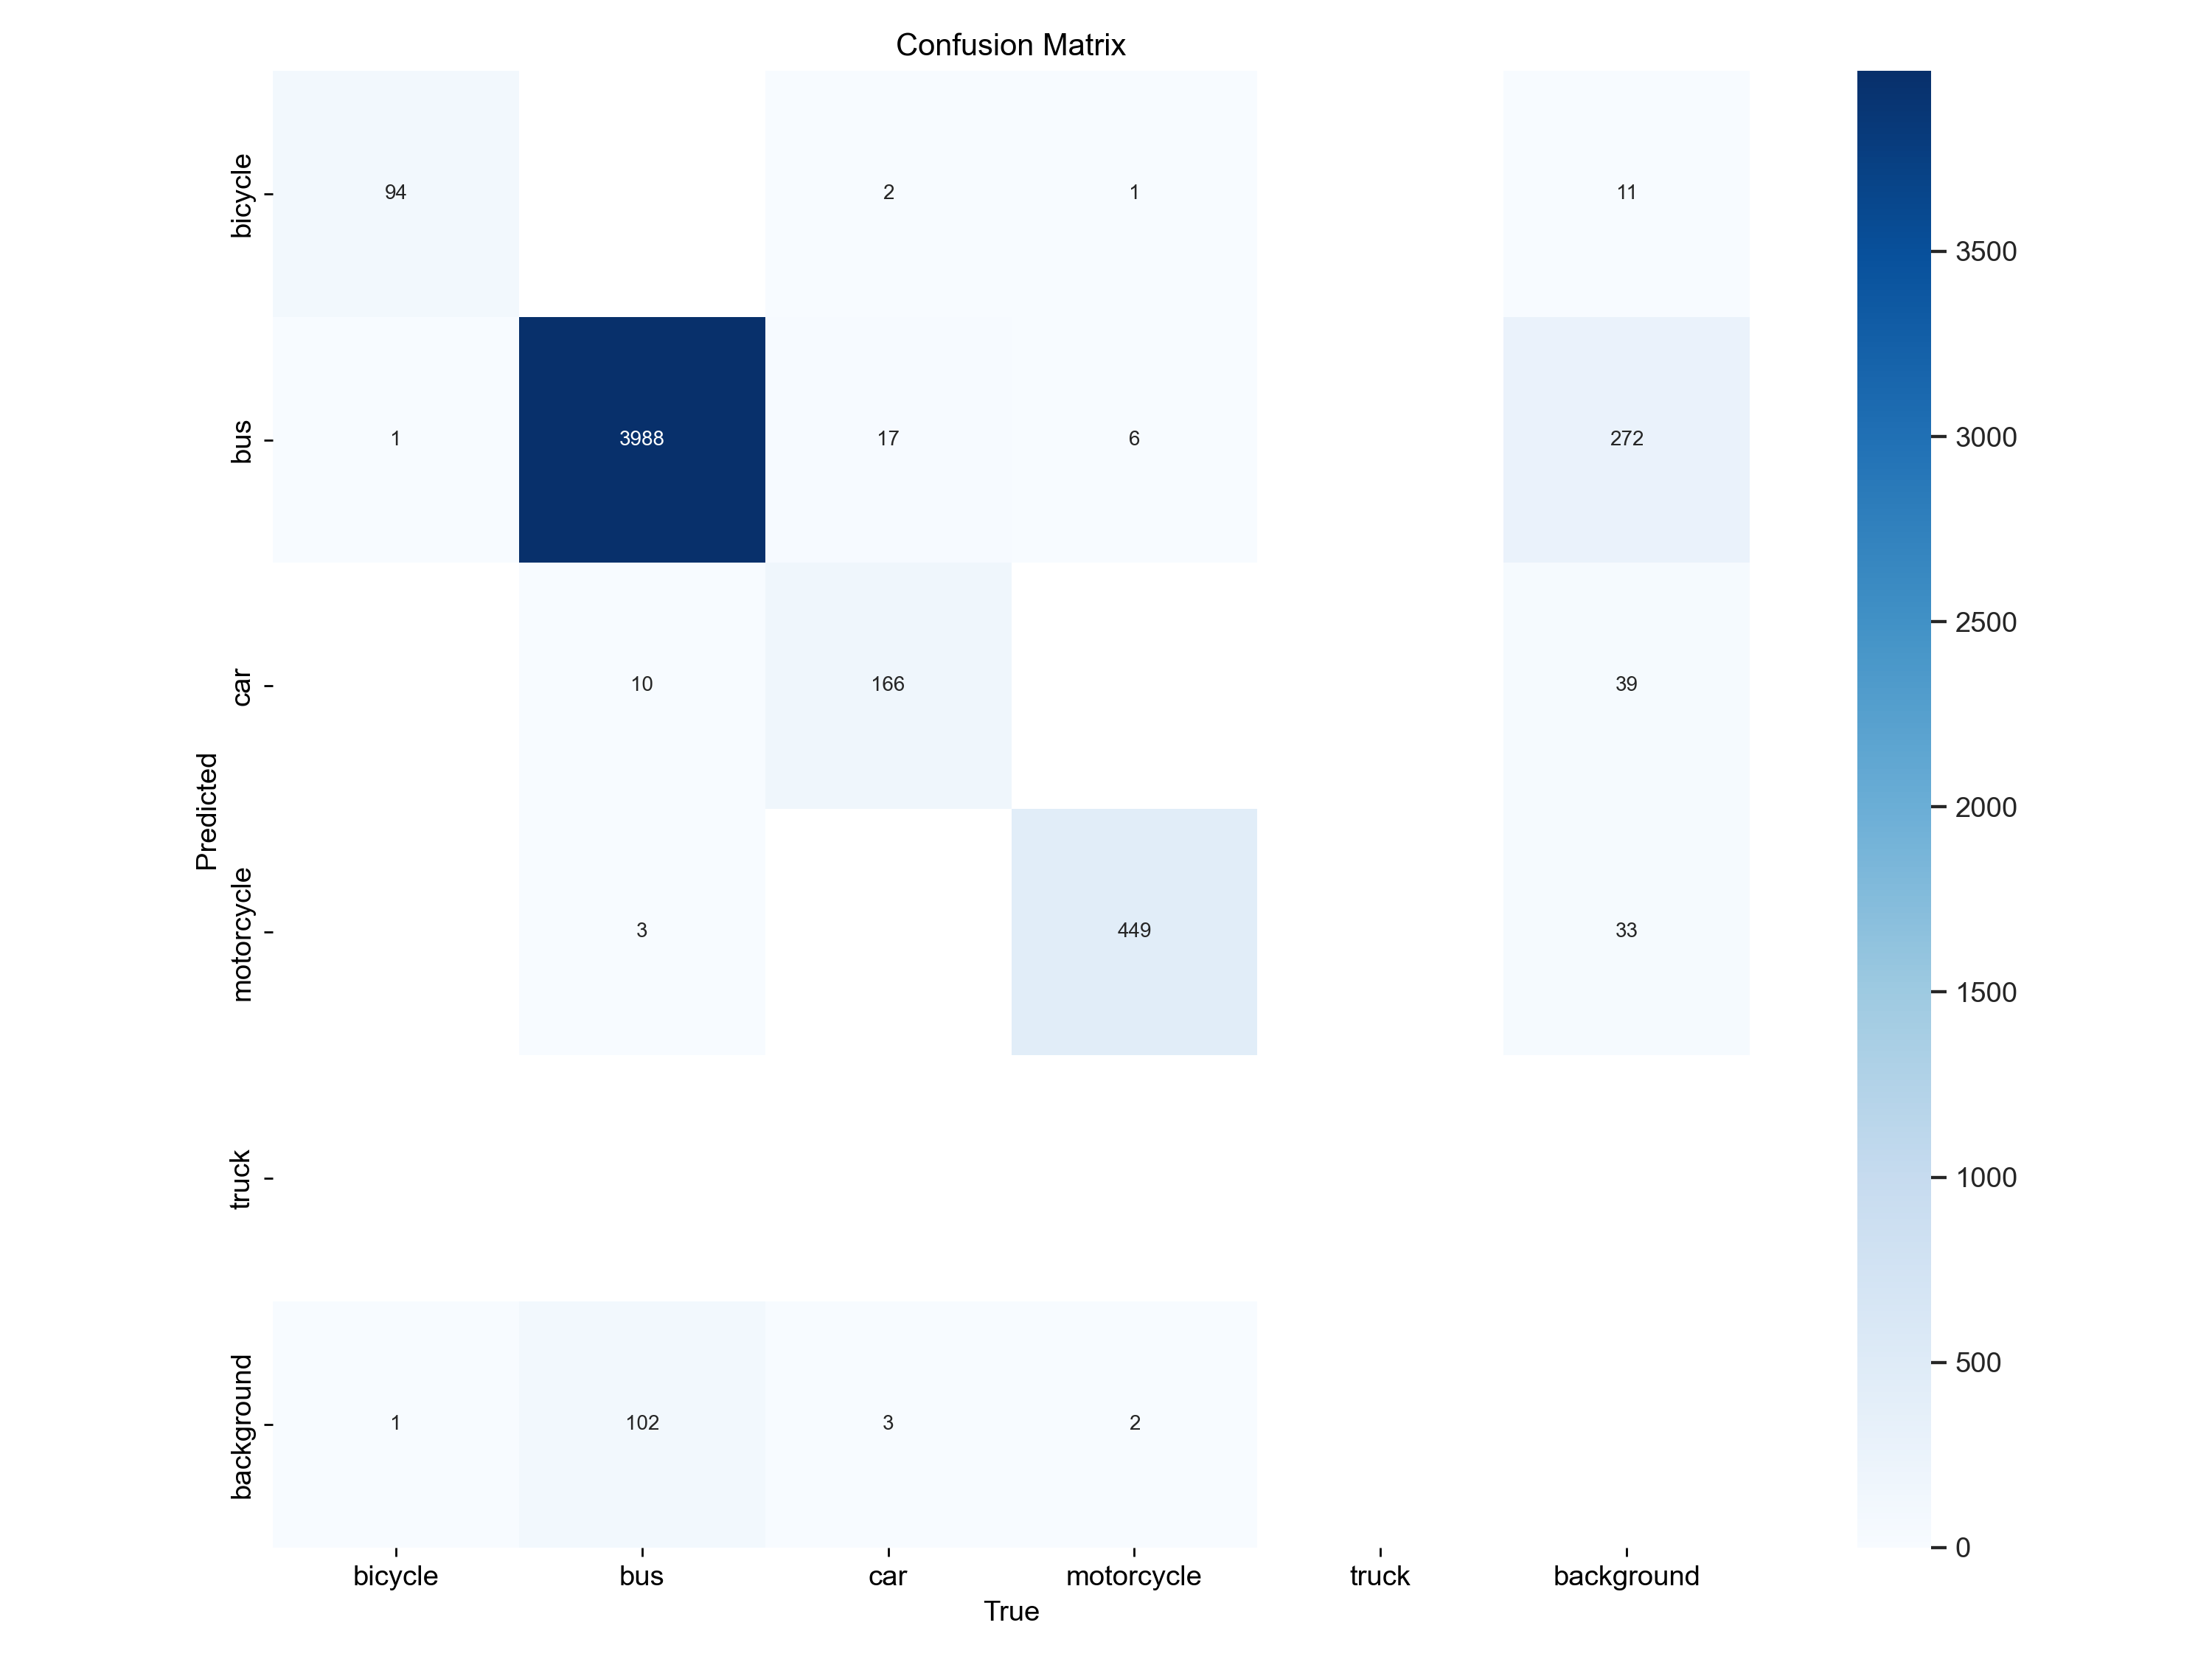 Confusion Matrix
bicycle
94
2
1
11
bus
1
3988
17
6
272
car
10
166
39
motorcycle
3
449
33
truck
background
1
102
3
2
Predicted
bicycle
bus
car
motorcycle
truck
background
True
3500
3000
2500
2000
1500
1000
500
0